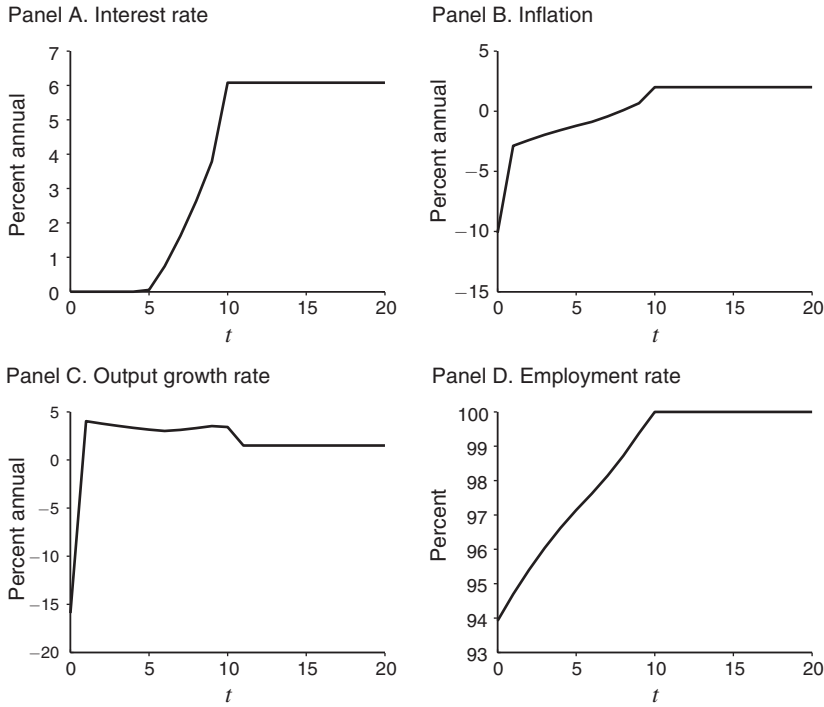 Panel A. Interest rate
Percent annual
7
6
5
4
3
2
1
0
0 5 10 15 20
t
Panel B. Inflation
Percent annual
5
0
−5
−10
−15
0 5 10 15 20
t
Panel C. Output growth rate
Percent annual
5
0
−5
−10
−15
−20
0 5 10 15 20
t
Panel D. Employment rate
Percent
100
99
98
97
96
95
94
93
0 5 10 15 20
t